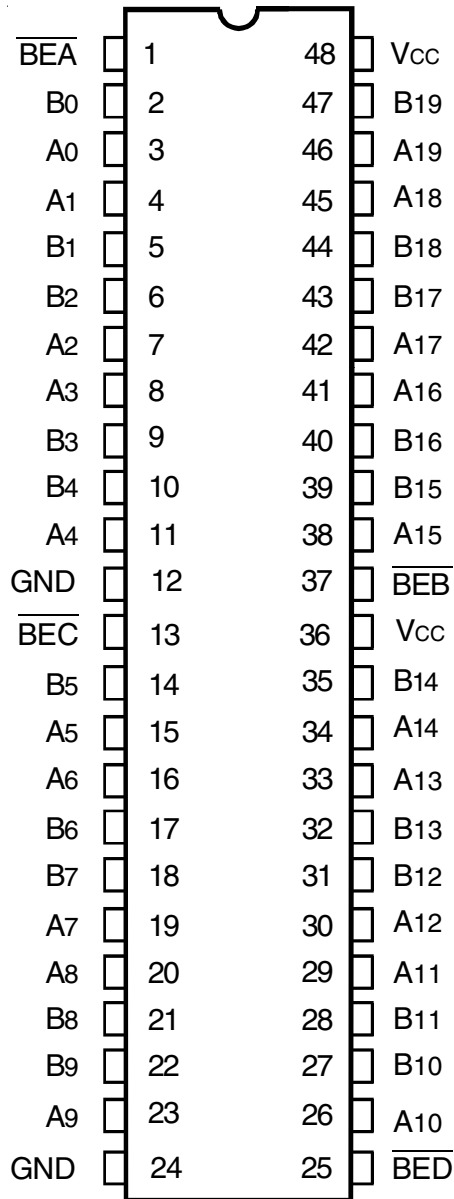 BEA 1 48 Vcc
B0 2 47 B19
A0 3 46 A19
A1 4 45 A18
B1 5 44 B18
B2 6 43 B17
A2 7 42 A17
A3 8 41 A16
B3 9 40 B16
B4 10 39 B15
A4 11 38 A15
GND 12 37 BEB
BEC 13 36 Vcc
B5 14 35 B14
A5 15 34 A14
A6 16 33 A13
B6 17 32 B13
B7 18 31 B12
A7 19 30 A12
A8 20 29 A11
B8 21 28 B11
B9 22 27 B10
A9 23 26 A10
GND 24 25 BED